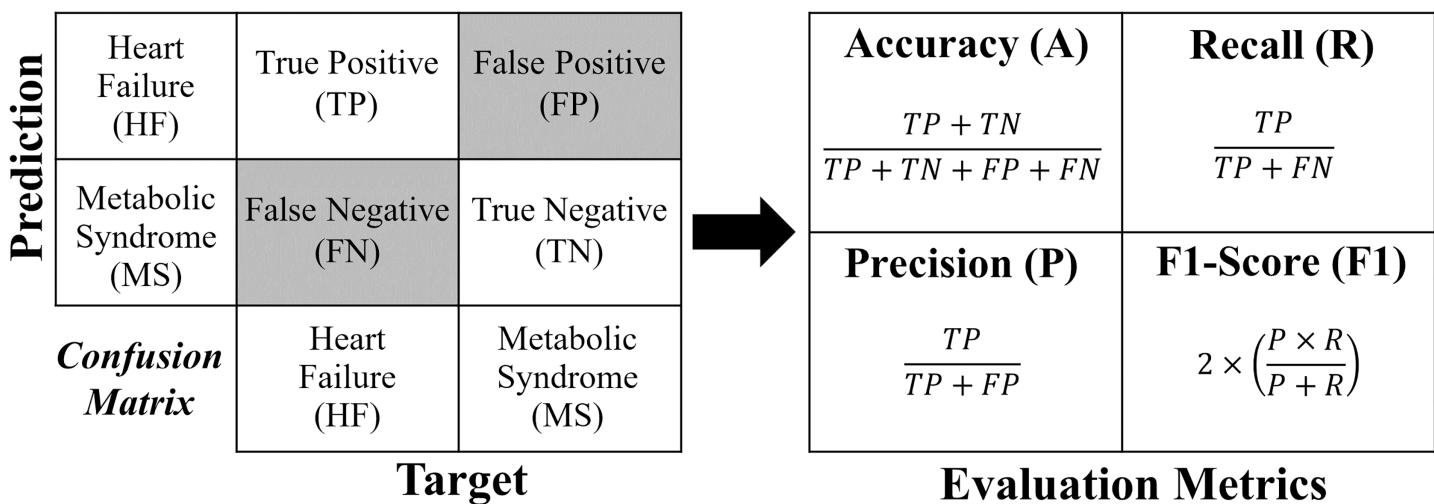 Prediction
Heart
Failure
(HF)
True Positive
(TP)
False Positive
(FP)
Metabolic
Syndrome
(MS)
False Negative
(FN)
True Negative
(TN)
Confusion
Matrix
Heart
Failure
(HF)
Metabolic
Syndrome
(MS)
Target
Accuracy (A)
TP + TN
TP + TN + FP + FN
Recall (R)
TP
TP + FN
Precision (P)
TP
TP + FP
F1-Score (F1)
2 × (P × R
P + R)
Evaluation Metrics